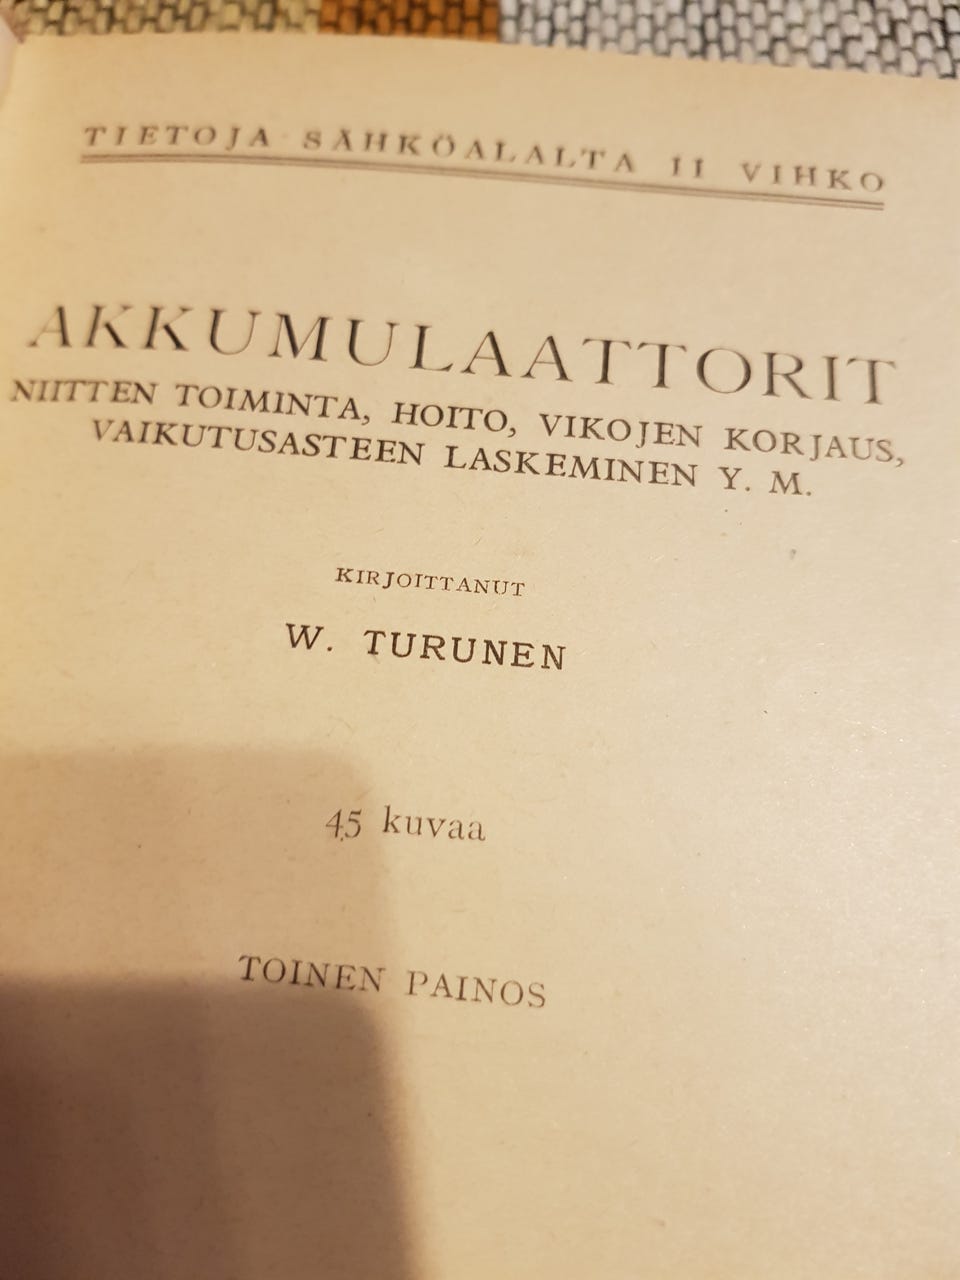 TIETOJA SÄHKÖALALTA II VIHKO
AKKUMULAATTORIT
NIITTEN TOIMINTA, HOITO, VIKOJEN KORJAUS,
VAIKUTUSASTEEN LASKEMINEN Y. M.
KIRJOITTANUT
W. TURUNEN
45 kuvaa
TOINEN PAINOS